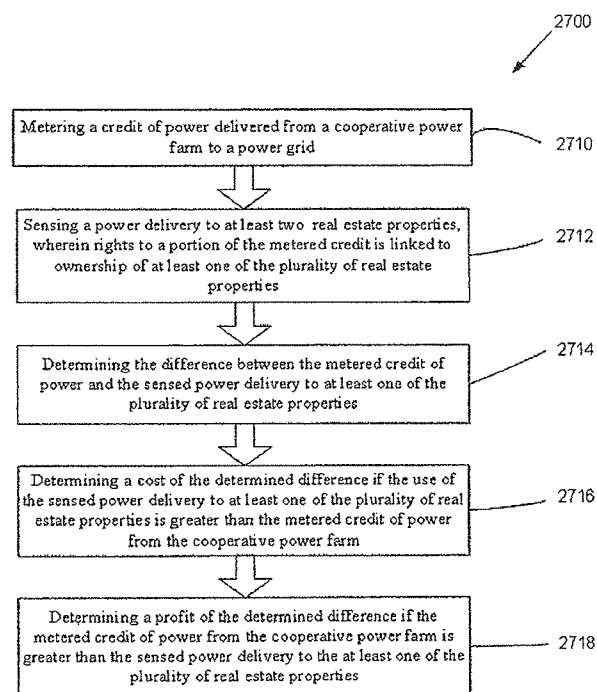 2700
Metering a credit of power delivered from a cooperative power
farm to a power grid
2710
Sensing a power delivery to at least two real estate properties,
wherein rights to a portion of the metered credit is linked to
ownership of at least one of the plurality of real estate
properties
2712
Determining the difference between the metered credit of
power and the sensed power delivery to at least one of the
plurality of real estate properties
2714
Determining a cost of the determined difference if the use of
the sensed power delivery to at least one of the plurality of real
estate properties is greater than the metered credit of power
from the cooperative power farm
2716
Determining a profit of the determined difference if the
metered credit of power from the cooperative power farm is
greater than the sensed power delivery to the at least one of the
plurality of real estate properties
2718